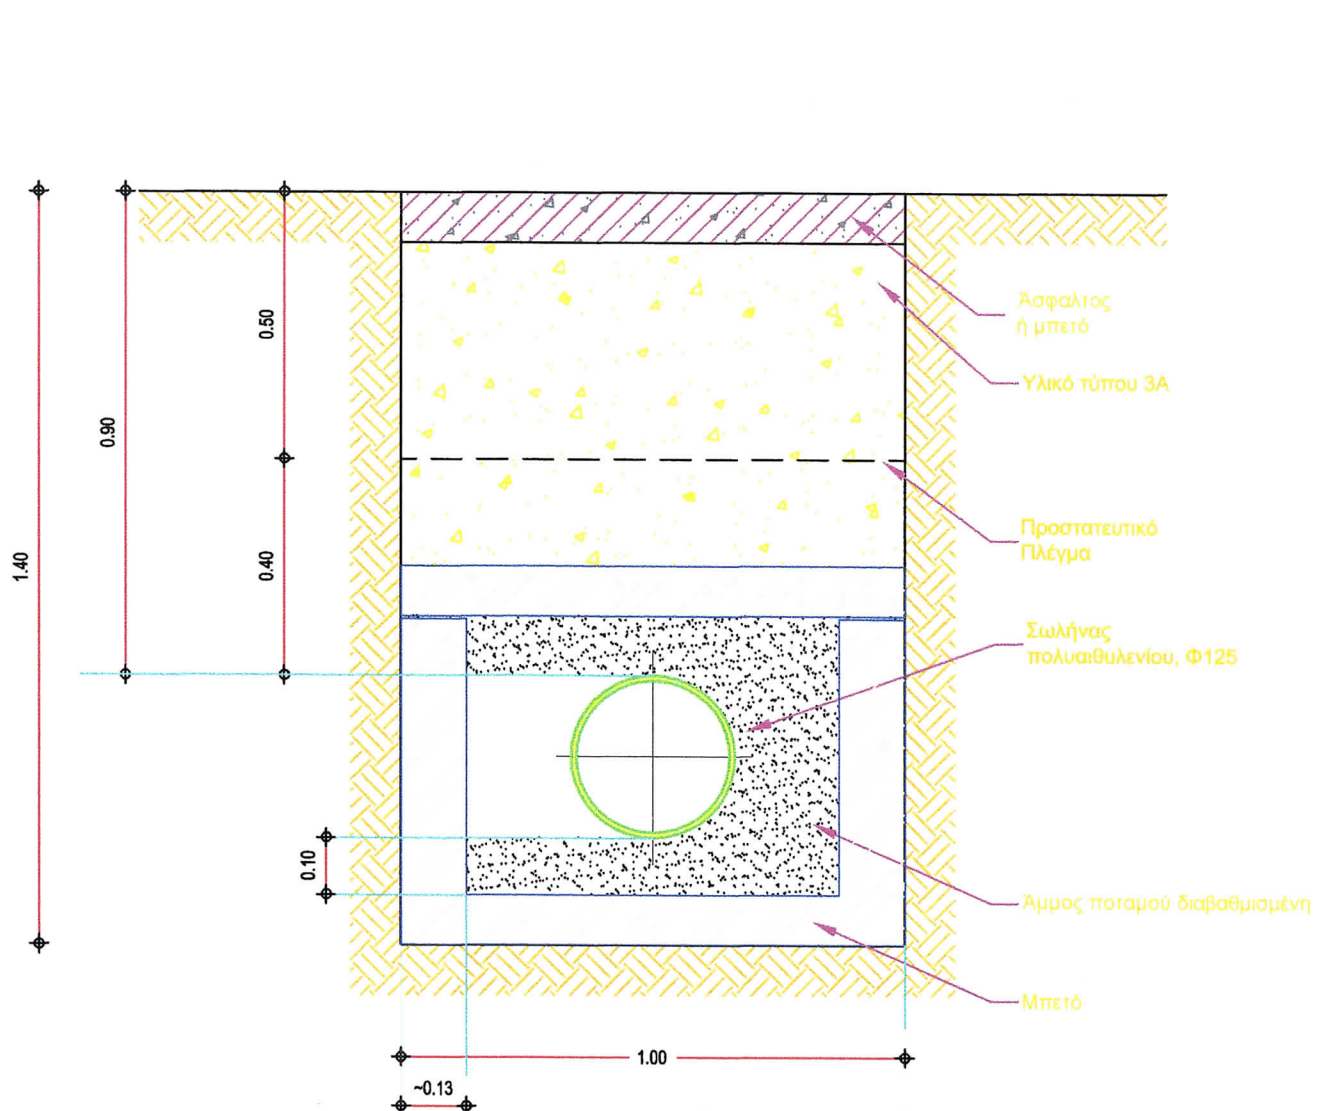 Άσφαλτος
ή μπετό
0.50
Υλικό τύπου 3Α
0.90
Προστατευτικό
Πλέγμα
1.40
0.40
Σωλήνας
πολυαιθυλενίου, Φ125
0.10
Άμμος ποταμού διαβαθμισμένη
Μπετό
1.00
~0.13